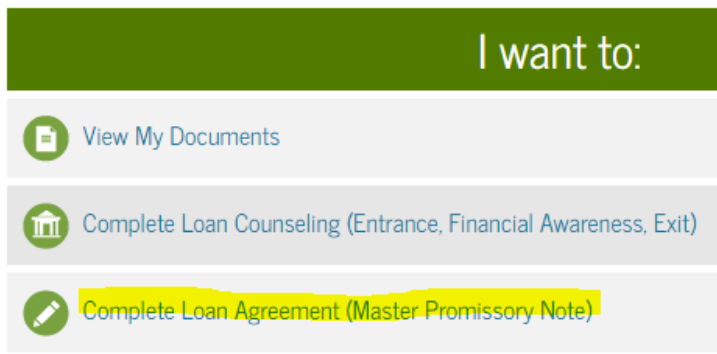 I want to:
View My Documents
Complete Loan Counseling (Entrance, Financial Awareness, Exit)
Complete Loan Agreement (Master Promissory Note)